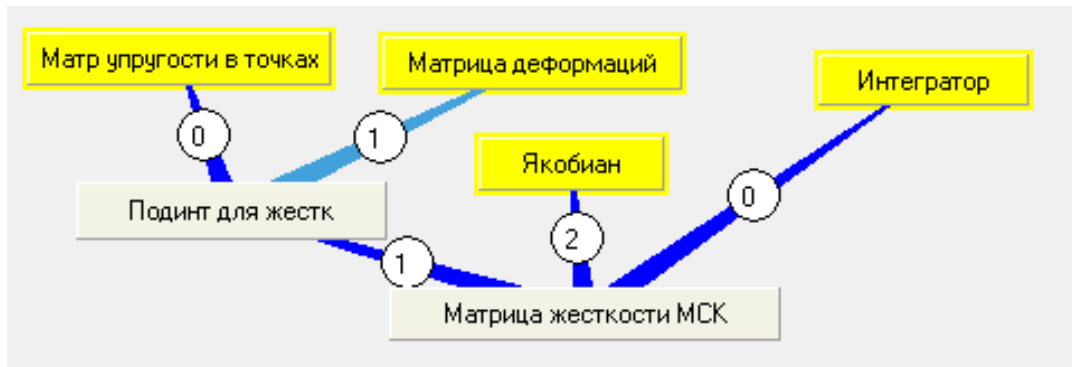 Матр упругости в точках
Матрица деформаций
Интегратор
0
1
Якобиан
0
Подинт для жестк
1
2
Матрица жесткости МСК